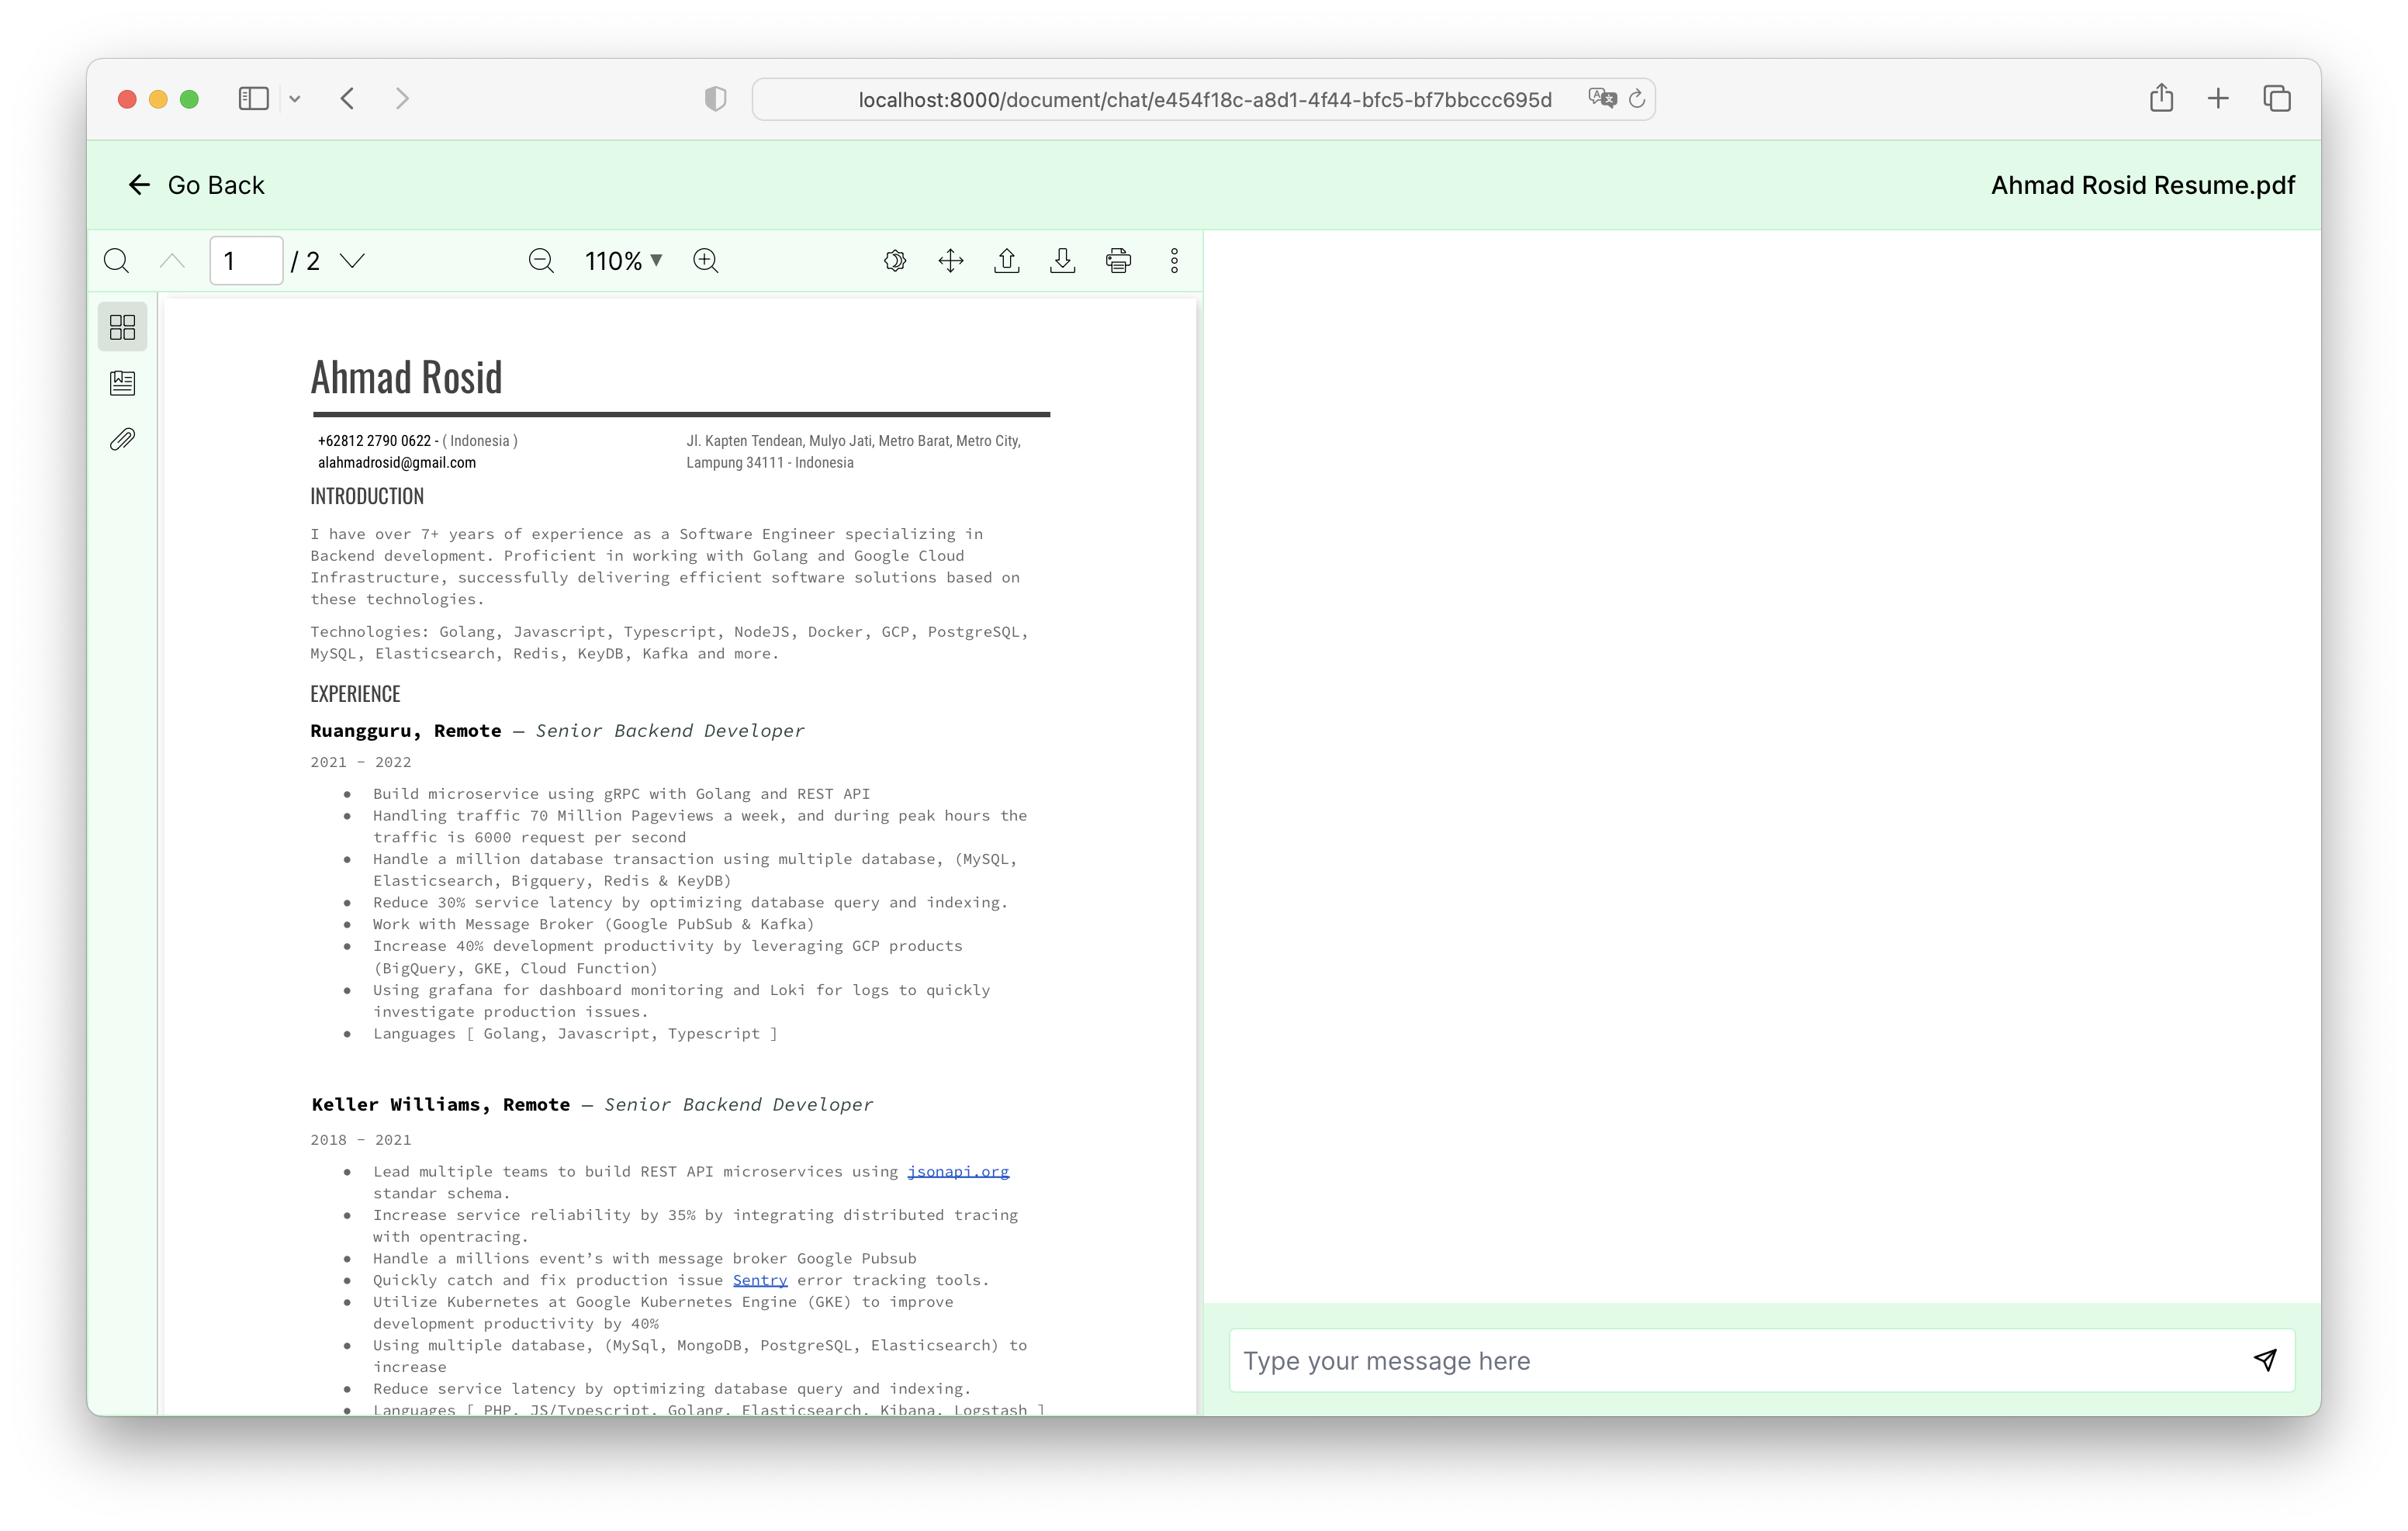 localhost:8000/document/chat/e454f18c-a8d1-4f44-bfc5-bf7bbccc695d
Go Back
Ahmad Rosid Resume.pdf
1 / 2
110%
Ahmad Rosid
+62812 2790 0622 - ( Indonesia )
alahmadrosid@gmail.com
Jl. Kapten Tendean, Mulyo Jati, Metro Barat, Metro City,
Lampung 34111 - Indonesia
INTRODUCTION
I have over 7+ years of experience as a Software Engineer specializing in
Backend development. Proficient in working with Golang and Google Cloud
Infrastructure, successfully delivering efficient software solutions based on
these technologies.
Technologies: Golang, Javascript, Typescript, NodeJS, Docker, GCP, PostgreSQL,
MySQL, Elasticsearch, Redis, KeyDB, Kafka and more.
EXPERIENCE
Ruangguru, Remote — Senior Backend Developer
2021 - 2022
● Build microservice using gRPC with Golang and REST API
● Handling traffic 70 Million Pageviews a week, and during peak hours the
traffic is 6000 request per second
● Handle a million database transaction using multiple database, (MySQL,
Elasticsearch, Bigquery, Redis & KeyDB)
● Reduce 30% service latency by optimizing database query and indexing.
● Work with Message Broker (Google PubSub & Kafka)
● Increase 40% development productivity by leveraging GCP products
(BigQuery, GKE, Cloud Function)
● Using grafana for dashboard monitoring and Loki for logs to quickly
investigate production issues.
● Languages [ Golang, Javascript, Typescript ]
Keller Williams, Remote — Senior Backend Developer
2018 - 2021
● Lead multiple teams to build REST API microservices using jsonapi.org
standar schema.
● Increase service reliability by 35% by integrating distributed tracing
with opentracing.
● Handle a millions event’s with message broker Google Pubsub
● Quickly catch and fix production issue Sentry error tracking tools.
● Utilize Kubernetes at Google Kubernetes Engine (GKE) to improve
development productivity by 40%
● Using multiple database, (MySql, MongoDB, PostgreSQL, Elasticsearch) to
increase
● Reduce service latency by optimizing database query and indexing.
● Languages [ PHP, JS/Typescript, Golang, Elasticsearch, Kibana, Logstash ]
Type your message here